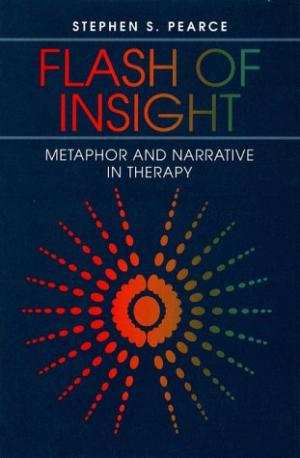 STEPHEN S. PEARCE
FLASH OF
INSIGHT
METAPHOR AND NARRATIVE
IN THERAPY